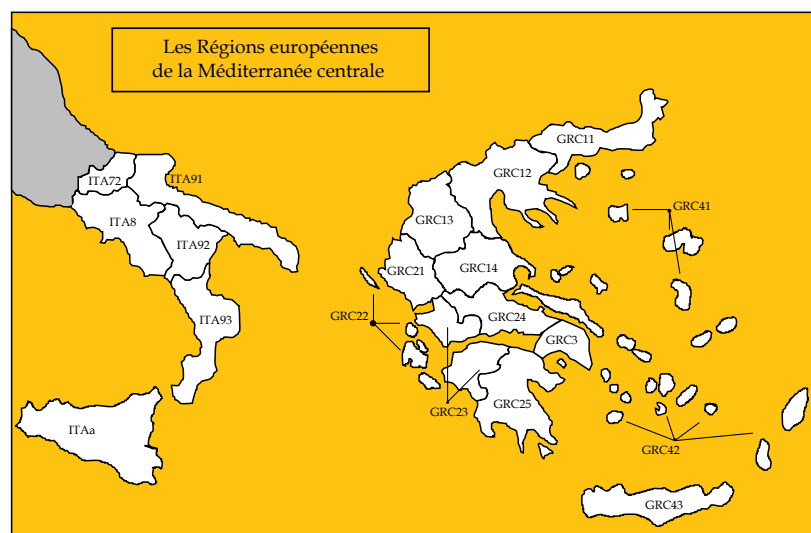 Les Régions européennes
de la Méditerranée centrale
GRC11
GRC12
ITA72
ITA91
GRC41
ITA8
GRC13
ITA92
GRC21
GRC14
GRC22
ITA93
GRC24
GRC3
GRC23
GRC25
ITAa
GRC42
GRC43